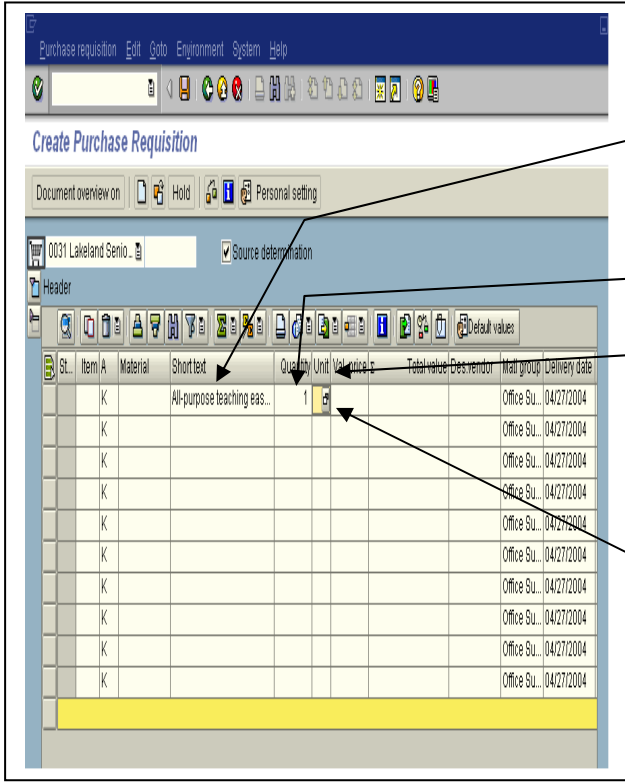 Purchase requisition Edit Goto Environment System Help
Create Purchase Requisition
Document overview on Hold Personal setting
0031 Lakeland Senio... Source determination
Header
Default values
St... Item A Material Short text Quantity Unit Val. price Σ Total value Des.vendor Matl group Delivery date
K All-purpose teaching eas... 1 Office Su... 04/27/2004
K Office Su... 04/27/2004
K Office Su... 04/27/2004
K Office Su... 04/27/2004
K Office Su... 04/27/2004
K Office Su... 04/27/2004
K Office Su... 04/27/2004
K Office Su... 04/27/2004
K Office Su... 04/27/2004
K Office Su... 04/27/2004